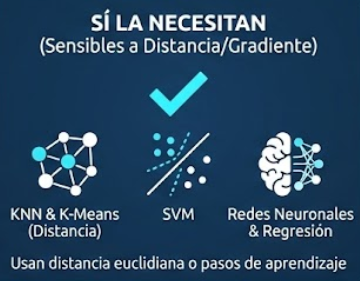 SÍ LA NECESITAN
(Sensibles a Distancia/Gradiente)
KNN & K-Means
(Distancia)
SVM
Redes Neuronales
& Regresión
Usan distancia euclidiana o pasos de aprendizaje